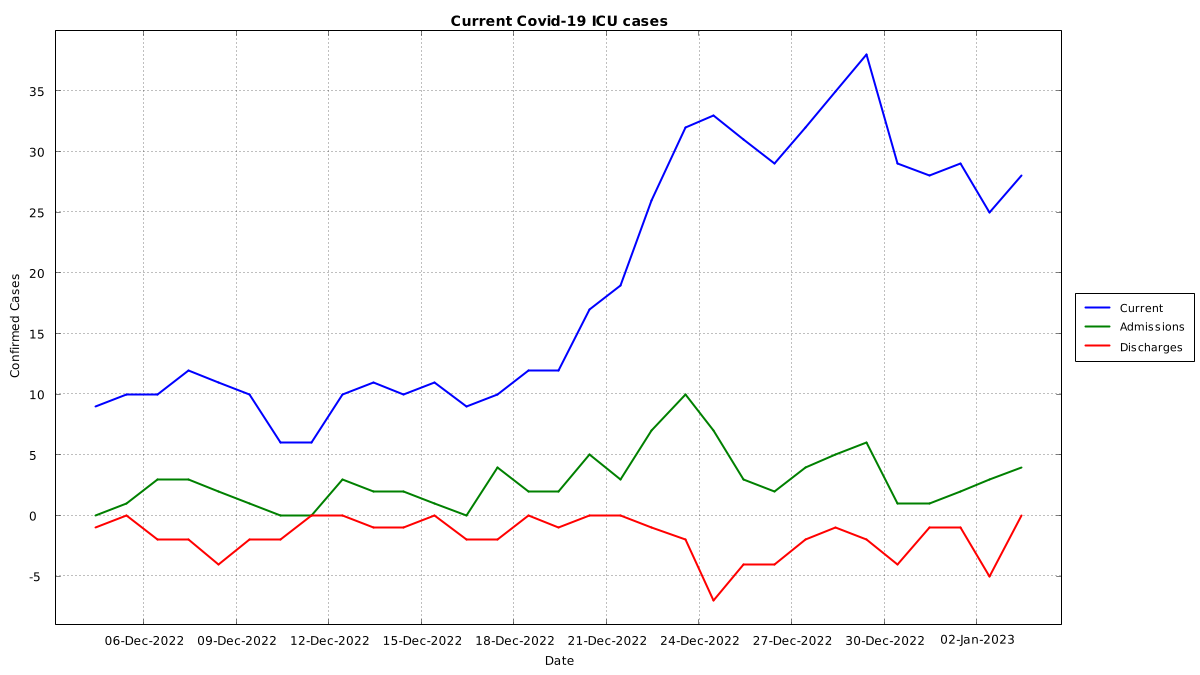 Current Covid-19 ICU cases
35
30
25
20
15
10
5
0
-5
Confirmed Cases
06-Dec-2022 09-Dec-2022 12-Dec-2022 15-Dec-2022 18-Dec-2022 21-Dec-2022 24-Dec-2022 27-Dec-2022 30-Dec-2022 02-Jan-2023
Date
Current
Admissions
Discharges